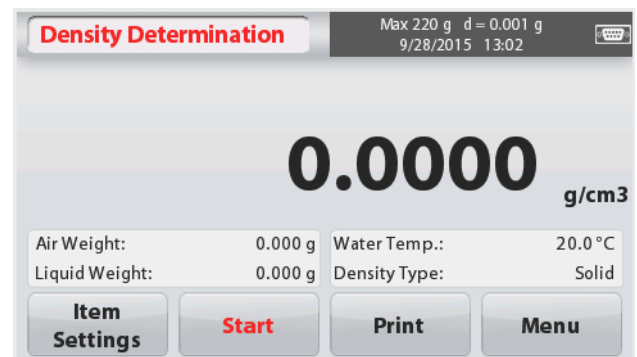 Density Determination
Max 220 g d = 0.001 g
9/28/2015 13:02
0.0000
g/cm3
Air Weight: 0.000 g
Liquid Weight: 0.000 g
Water Temp.: 20.0 °C
Density Type: Solid
Item
Settings
Start
Print
Menu